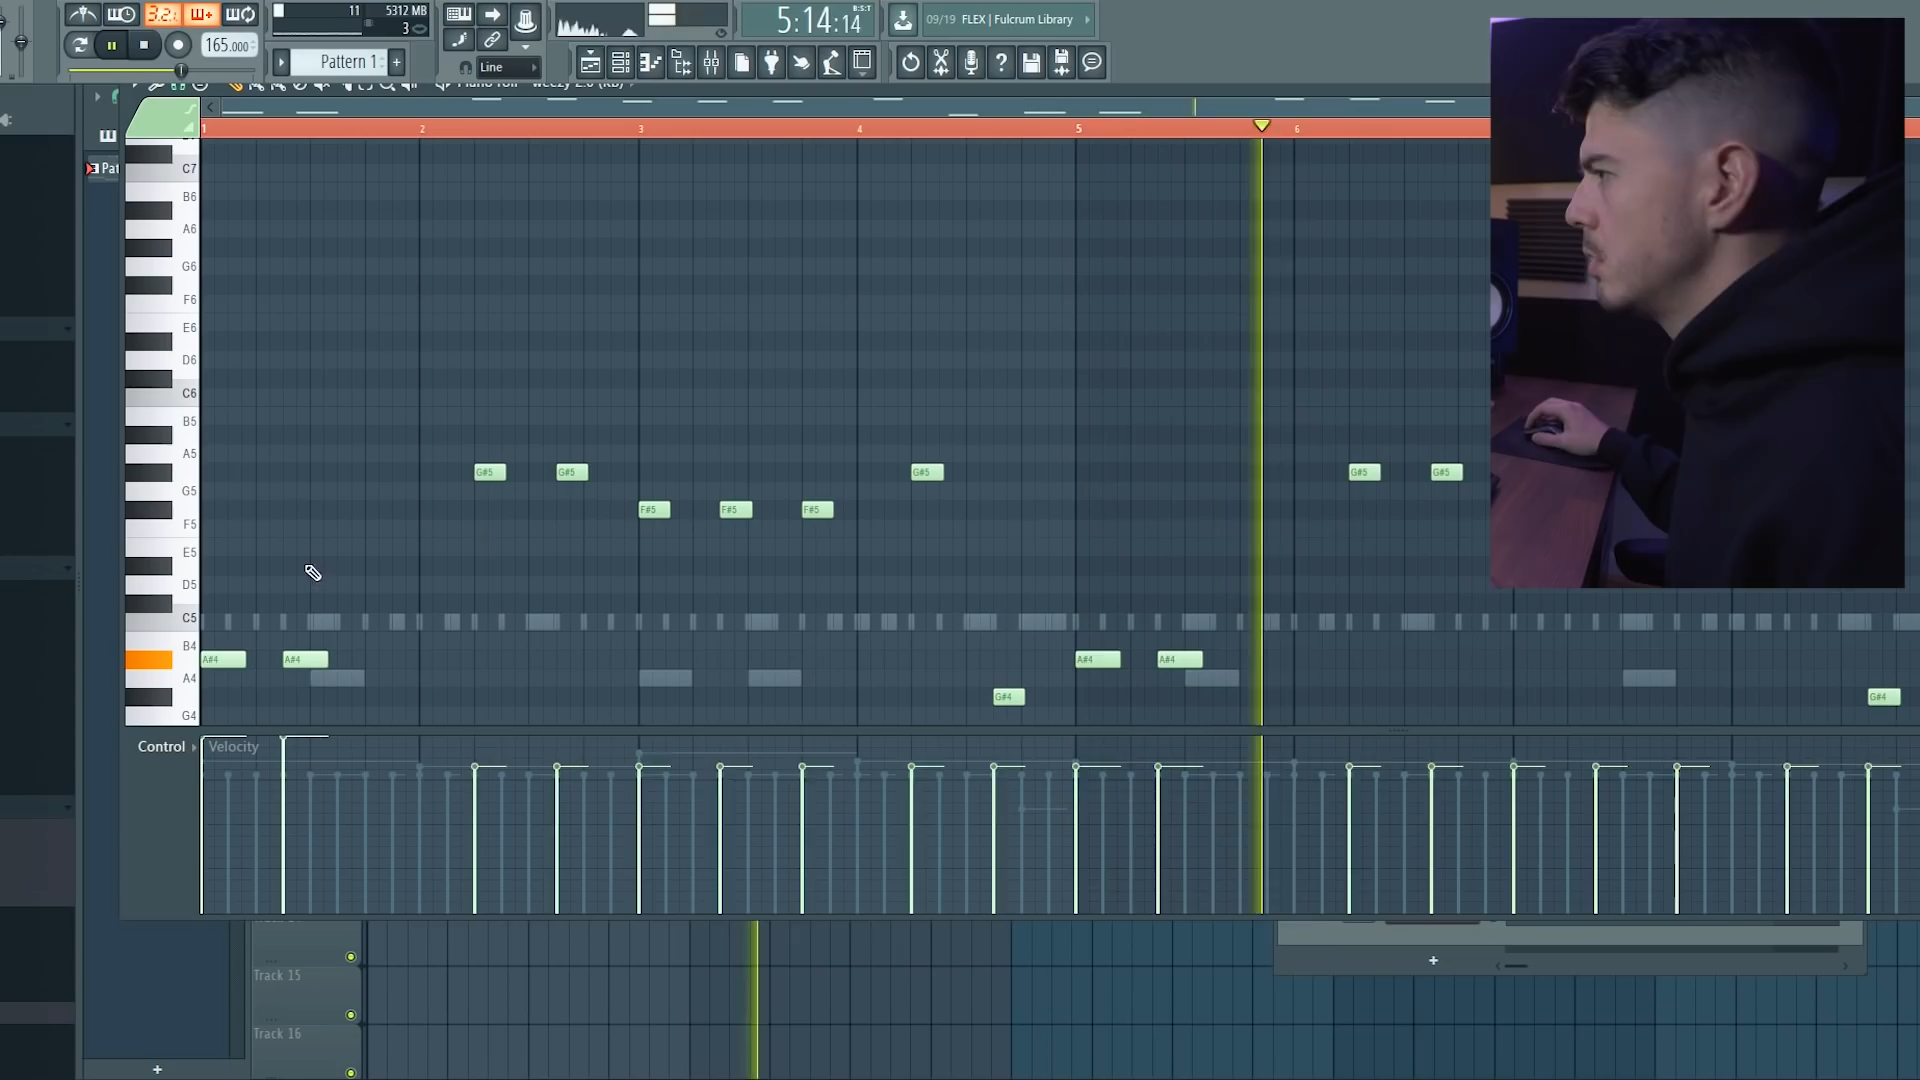 3.2.
11
5312 MB
3
5:14:14
B:S:T
09/19 FLEX | Fulcrum Library
165.000
Pattern 1
Line
Pat
1 2 3 4 5 6
C7
B6
A6
G6
F6
E6
D6
C6
B5
A5
G5
F5
E5
D5
C5
B4
A4
G4
G#5 G#5 G#5 G#5 G#5
F#5 F#5 F#5
A#4 A#4 A#4 A#4
G#4 G#4
Control Velocity
Track 15
Track 16